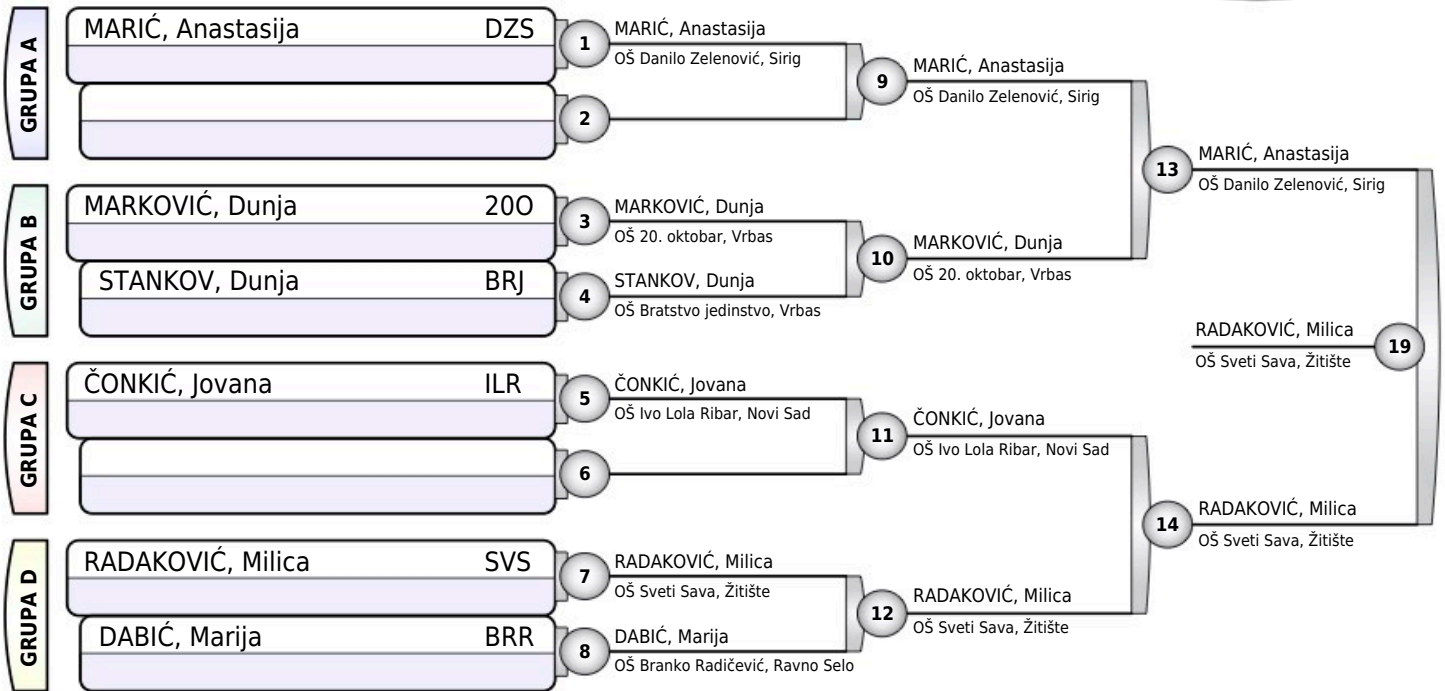 GRUPA A
MARIĆ, Anastasija DZS
1
MARIĆ, Anastasija
OŠ Danilo Zelenović, Sirig
2
9
MARIĆ, Anastasija
OŠ Danilo Zelenović, Sirig
13
MARIĆ, Anastasija
OŠ Danilo Zelenović, Sirig
GRUPA B
MARKOVIĆ, Dunja 20O
3
MARKOVIĆ, Dunja
OŠ 20. oktobar, Vrbas
STANKOV, Dunja BRJ
4
STANKOV, Dunja
OŠ Bratstvo jedinstvo, Vrbas
10
MARKOVIĆ, Dunja
OŠ 20. oktobar, Vrbas
RADAKOVIĆ, Milica
OŠ Sveti Sava, Žitište
19
GRUPA C
ČONKIĆ, Jovana ILR
5
ČONKIĆ, Jovana
OŠ Ivo Lola Ribar, Novi Sad
6
11
ČONKIĆ, Jovana
OŠ Ivo Lola Ribar, Novi Sad
14
RADAKOVIĆ, Milica
OŠ Sveti Sava, Žitište
GRUPA D
RADAKOVIĆ, Milica SVS
7
RADAKOVIĆ, Milica
OŠ Sveti Sava, Žitište
DABIĆ, Marija BRR
8
DABIĆ, Marija
OŠ Branko Radičević, Ravno Selo
12
RADAKOVIĆ, Milica
OŠ Sveti Sava, Žitište